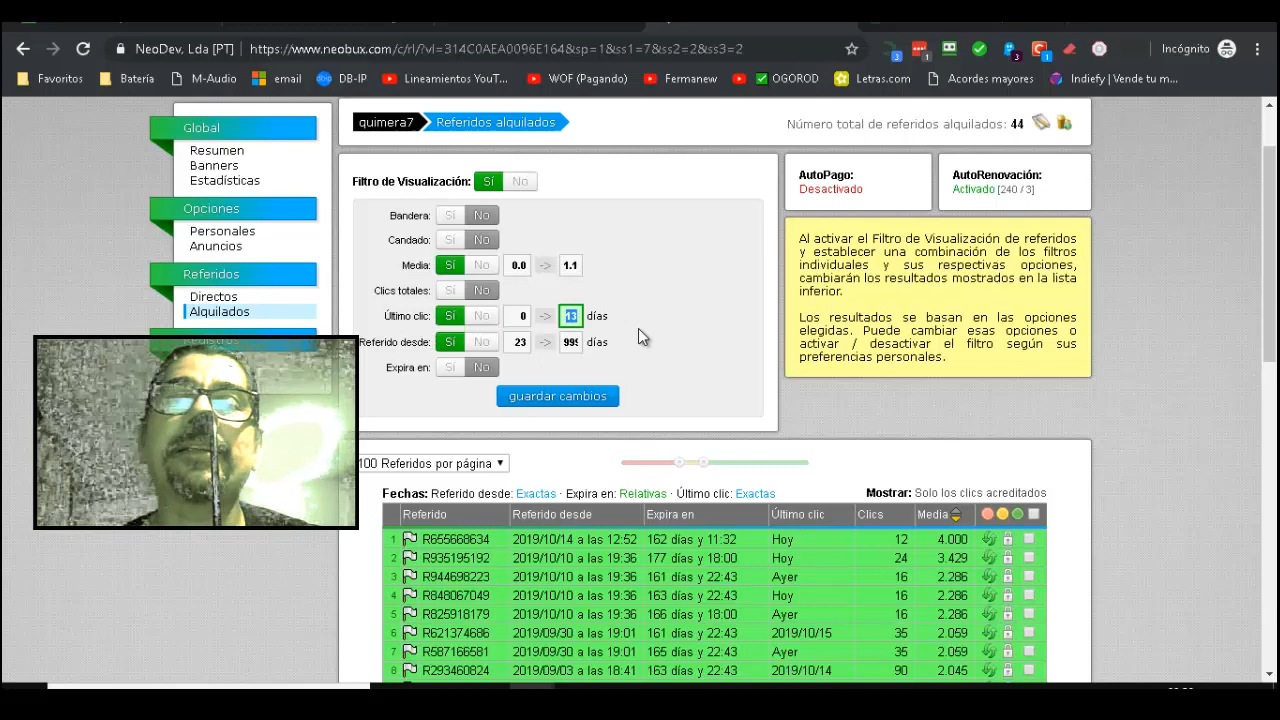 NeoDev, Lda [PT]
https://www.neobux.com/c/rl/?vl=314C0AEA0096E164&sp=1&ss1=7&ss2=2&ss3=2
3
1
3
1
Incógnito
Favoritos
Batería
M-Audio
email
DB-IP
Lineamientos YouT...
WOF (Pagando)
Fermanew
OGOROD
Letras.com
Acordes mayores
Indiefy | Vende tu m...
Global
Resumen
Banners
Estadísticas
Opciones
Personales
Anuncios
Referidos
Directos
Alquilados
quimera7
Referidos alquilados
Número total de referidos alquilados: 44
Filtro de Visualización: Sí No
Bandera: Sí No
Candado: Sí No
Media: Sí No 0.0 -> 1.1
Clics totales: Sí No
Último clic: Sí No 0 -> 13 días
Referido desde: Sí No 23 -> 999 días
Expira en: Sí No
guardar cambios
AutoPago:
Desactivado
AutoRenovación:
Activado [240 / 3]
Al activar el Filtro de Visualización de referidos
y establecer una combinación de los filtros
individuales y sus respectivas opciones,
cambiarán los resultados mostrados en la lista
inferior.
Los resultados se basan en las opciones
elegidas. Puede cambiar esas opciones o
activar / desactivar el filtro según sus
preferencias personales.
100 Referidos por página
Fechas: Referido desde: Exactas - Expira en: Relativas - Último clic: Exactas
Mostrar: Solo los clics acreditados
Referido Referido desde Expira en Último clic Clics Media
1 R655668634 2019/10/14 a las 12:52 162 días y 11:32 Hoy 12 4.000
2 R935195192 2019/10/10 a las 19:36 177 días y 18:00 Hoy 24 3.429
3 R944698223 2019/10/10 a las 19:36 161 días y 22:43 Ayer 16 2.286
4 R848067049 2019/10/10 a las 19:36 163 días y 22:43 Hoy 16 2.286
5 R825918179 2019/10/10 a las 19:36 166 días y 18:00 Ayer 16 2.286
6 R621374686 2019/09/30 a las 19:01 161 días y 22:43 2019/10/15 35 2.059
7 R587166581 2019/09/30 a las 19:01 165 días y 22:43 Ayer 35 2.059
8 R293460824 2019/09/03 a las 18:41 163 días y 22:43 2019/10/14 90 2.045